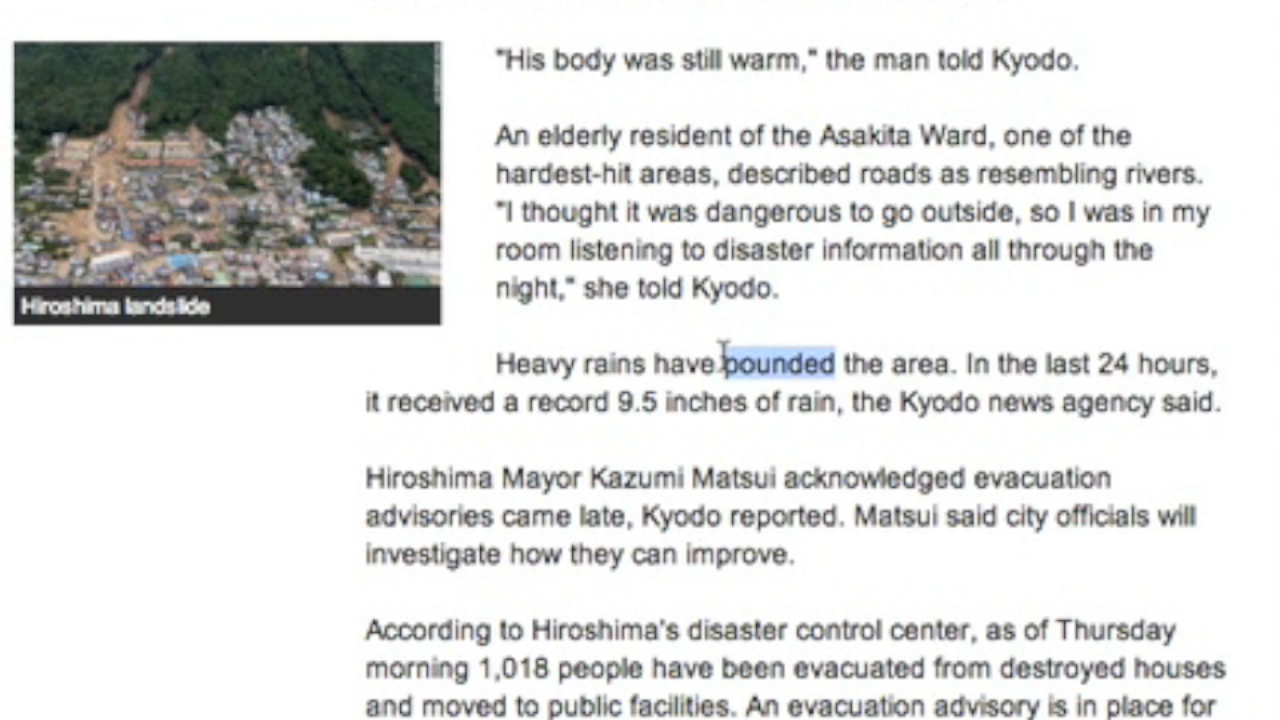 "His body was still warm," the man told Kyodo.
An elderly resident of the Asakita Ward, one of the
hardest-hit areas, described roads as resembling rivers.
"I thought it was dangerous to go outside, so I was in my
room listening to disaster information all through the
night," she told Kyodo.
Hiroshima landslide
Heavy rains have pounded the area. In the last 24 hours,
it received a record 9.5 inches of rain, the Kyodo news agency said.
Hiroshima Mayor Kazumi Matsui acknowledged evacuation
advisories came late, Kyodo reported. Matsui said city officials will
investigate how they can improve.
According to Hiroshima's disaster control center, as of Thursday
morning 1,018 people have been evacuated from destroyed houses
and moved to public facilities. An evacuation advisory is in place for